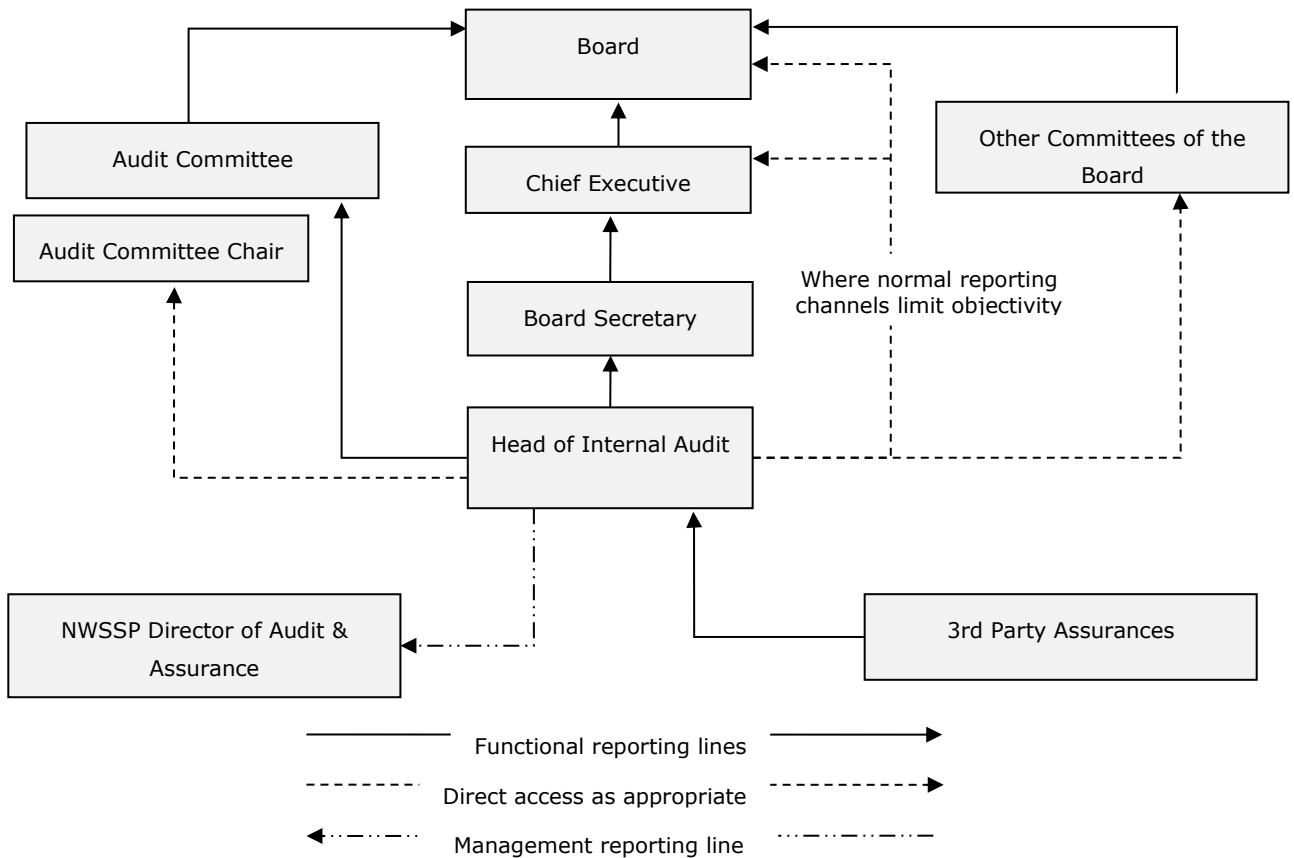 Board
Audit Committee
Other Committees of the
Board
Chief Executive
Audit Committee Chair
Where normal reporting
channels limit objectivity
Board Secretary
Head of Internal Audit
NWSSP Director of Audit &
Assurance
3rd Party Assurances
Functional reporting lines
Direct access as appropriate
Management reporting line